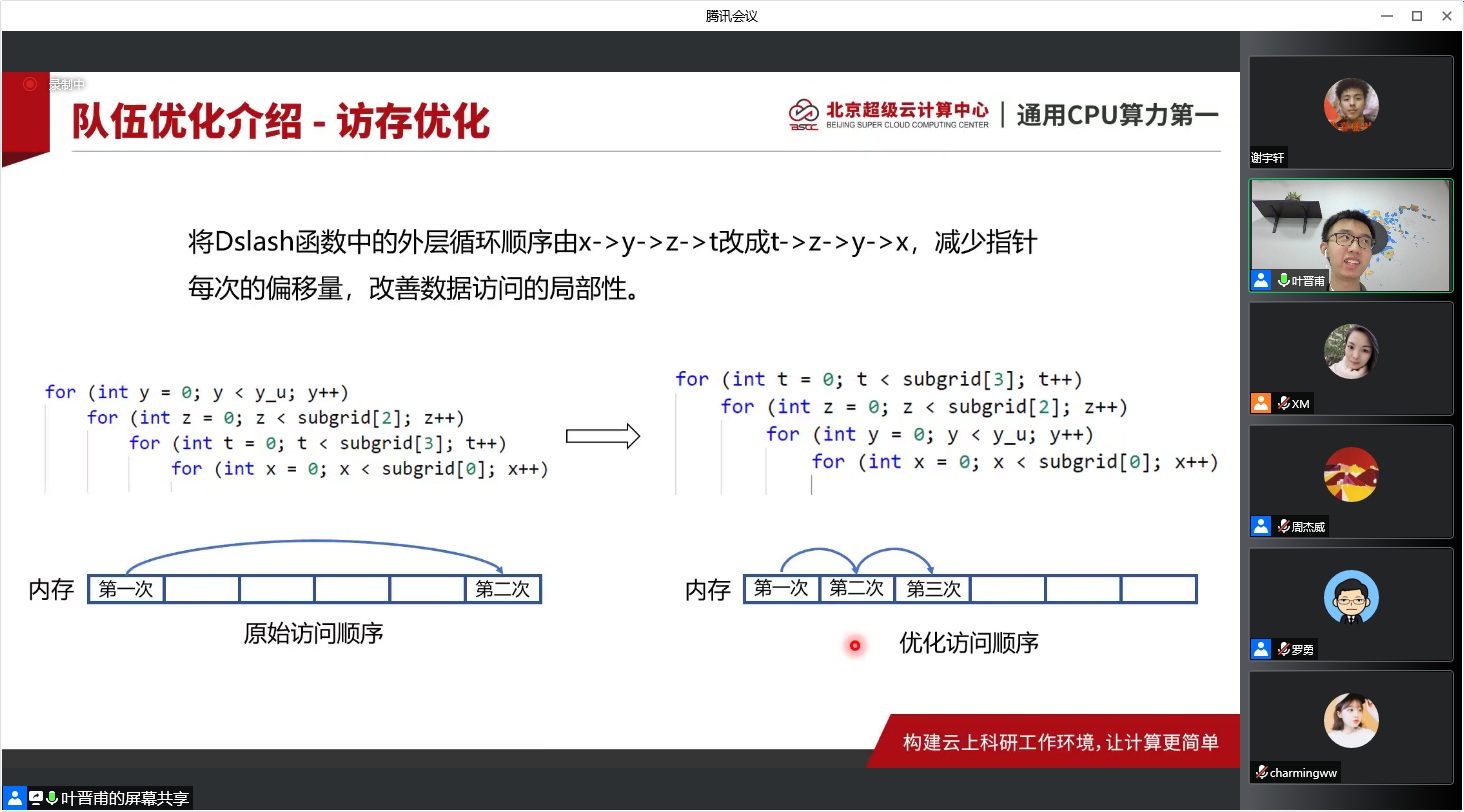 腾讯会议
录制中
队伍优化介绍 - 访存优化
北京超级云计算中心
BEIJING SUPER CLOUD COMPUTING CENTER
BSCC
通用CPU算力第一
将Dslash函数中的外层循环顺序由x->y->z->t改成t->z->y->x，减少指针
每次的偏移量，改善数据访问的局部性。
for (int y = 0; y < y_u; y++)
for (int z = 0; z < subgrid[2]; z++)
for (int t = 0; t < subgrid[3]; t++)
for (int x = 0; x < subgrid[0]; x++)
for (int t = 0; t < subgrid[3]; t++)
for (int z = 0; z < subgrid[2]; z++)
for (int y = 0; y < y_u; y++)
for (int x = 0; x < subgrid[0]; x++)
内存 第一次 第二次
原始访问顺序
内存 第一次 第二次 第三次
优化访问顺序
构建云上科研工作环境,让计算更简单
叶晋甫的屏幕共享
谢宇轩
叶晋甫
XM
周杰威
罗勇
charmingww